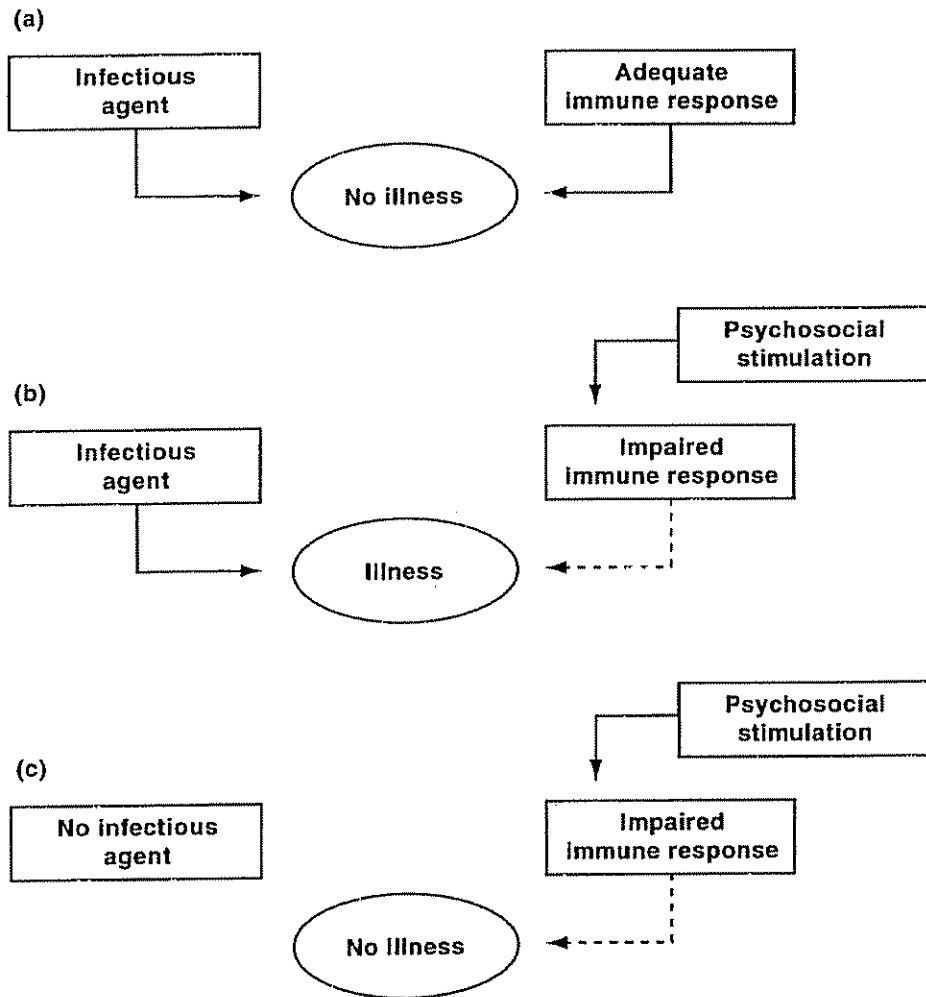 (a)
Infectious
agent
Adequate
immune response
No illness
Psychosocial
stimulation
(b)
Infectious
agent
Impaired
immune response
Illness
Psychosocial
stimulation
(c)
No infectious
agent
Impaired
immune response
No illness